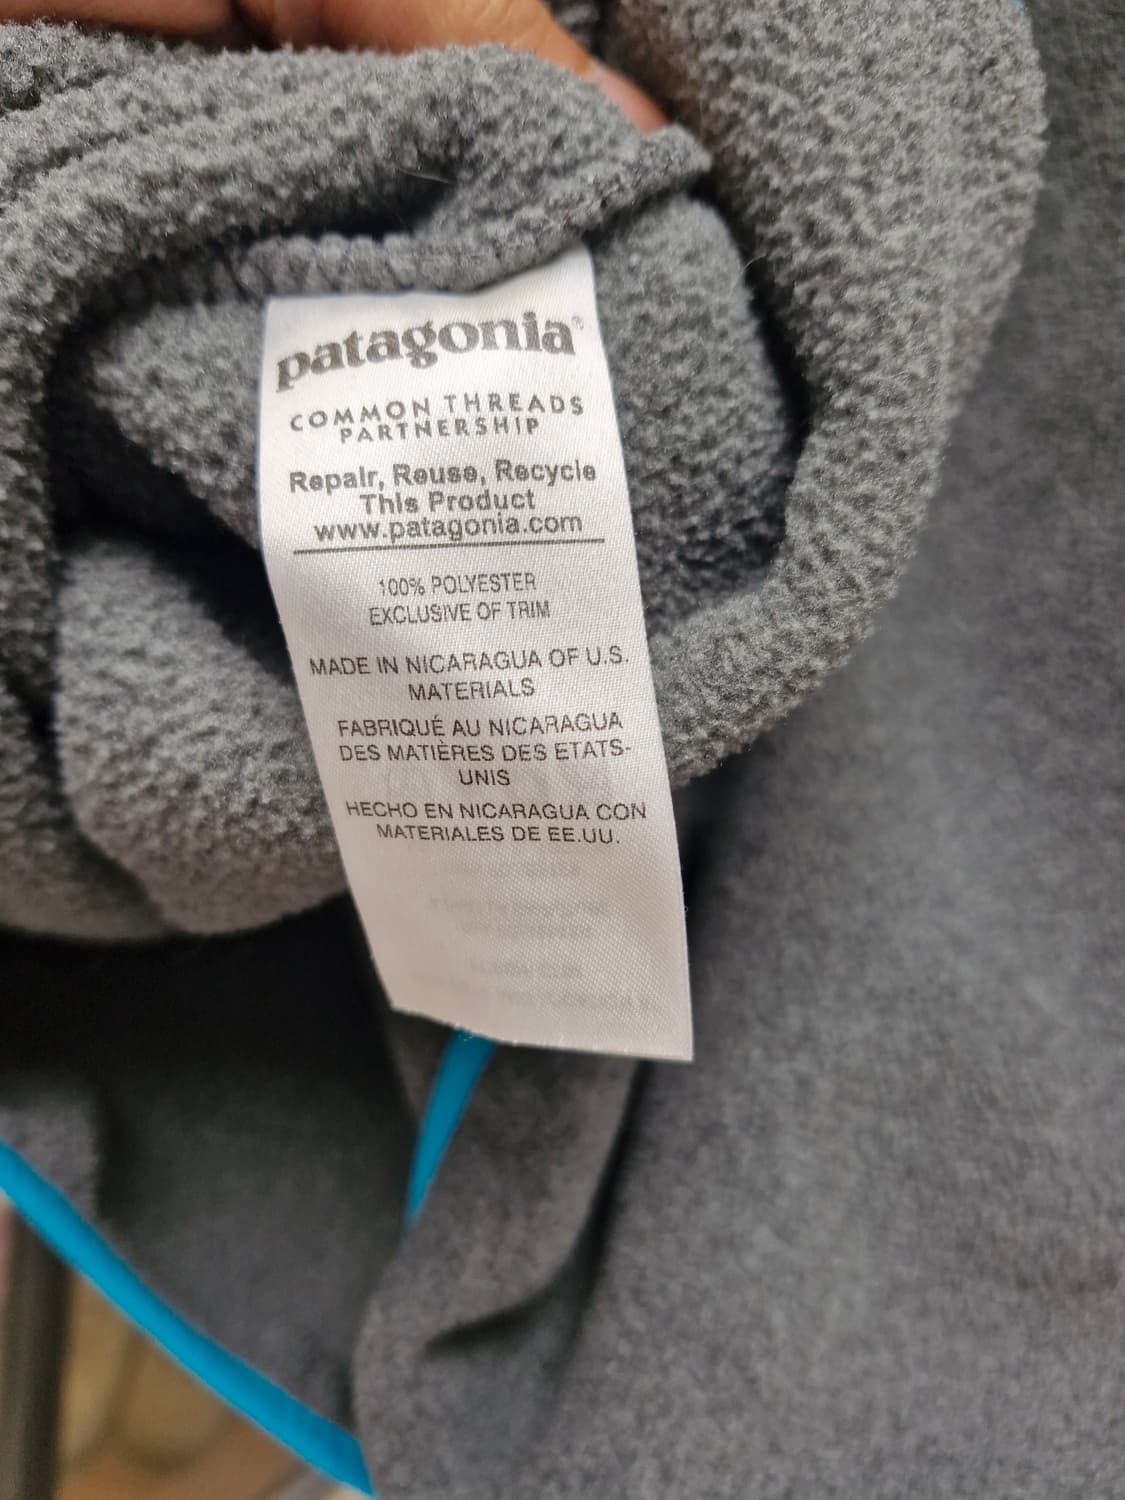 patagonia®
COMMON THREADS
PARTNERSHIP
Repair, Reuse, Recycle
This Product
www.patagonia.com
100% POLYESTER
EXCLUSIVE OF TRIM
MADE IN NICARAGUA OF U.S.
MATERIALS
FABRIQUÉ AU NICARAGUA
DES MATIÈRES DES ETATS-
UNIS
HECHO EN NICARAGUA CON
MATERIALES DE EE.UU.